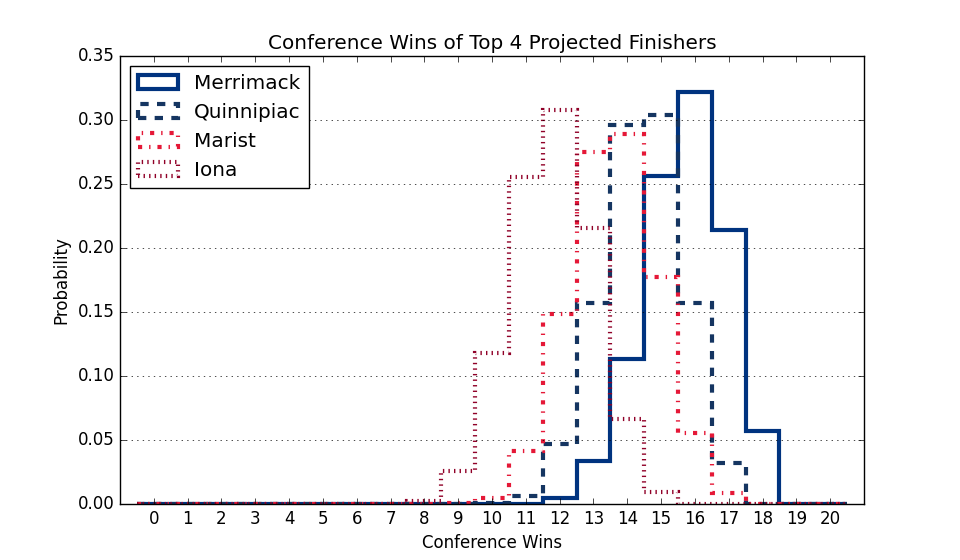 Conference Wins of Top 4 Projected Finishers
Merrimack
Quinnipiac
Marist
Iona
0.35
0.30
0.25
0.20
0.15
0.10
0.05
0.00
Probability
0 1 2 3 4 5 6 7 8 9 10 11 12 13 14 15 16 17 18 19 20
Conference Wins